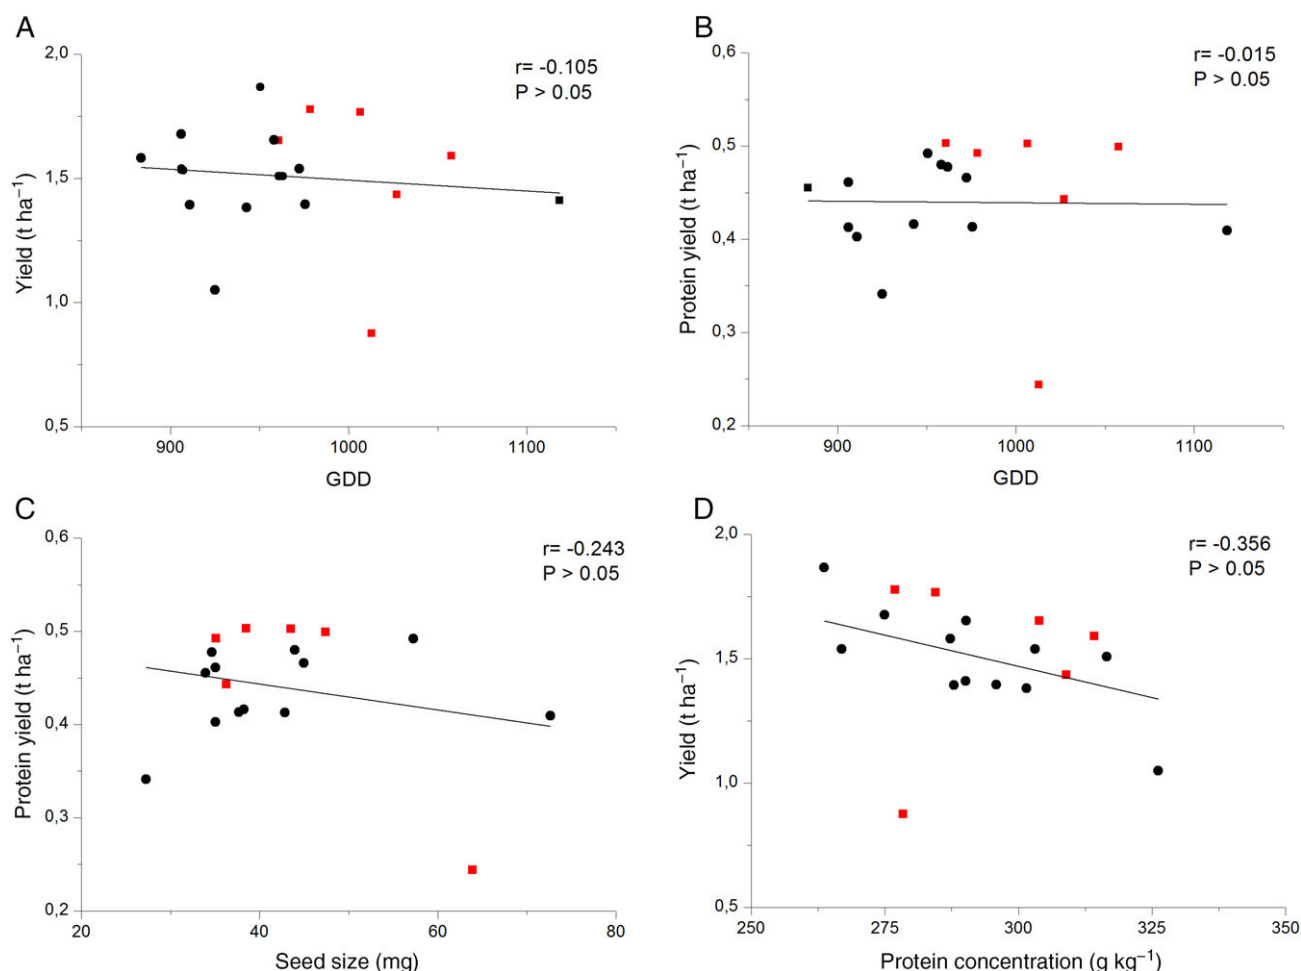 A
r= -0.105
P > 0.05
2,0
1,5
1,0
0,5
Yield (t ha⁻¹)
900 1000 1100
GDD
B
r= -0.015
P > 0.05
0,6
0,5
0,4
0,3
0,2
Protein yield (t ha⁻¹)
900 1000 1100
GDD
C
r= -0.243
P > 0.05
0,6
0,5
0,4
0,3
0,2
Protein yield (t ha⁻¹)
20 40 60 80
Seed size (mg)
D
r= -0.356
P > 0.05
2,0
1,5
1,0
0,5
Yield (t ha⁻¹)
250 275 300 325 350
Protein concentration (g kg⁻¹)